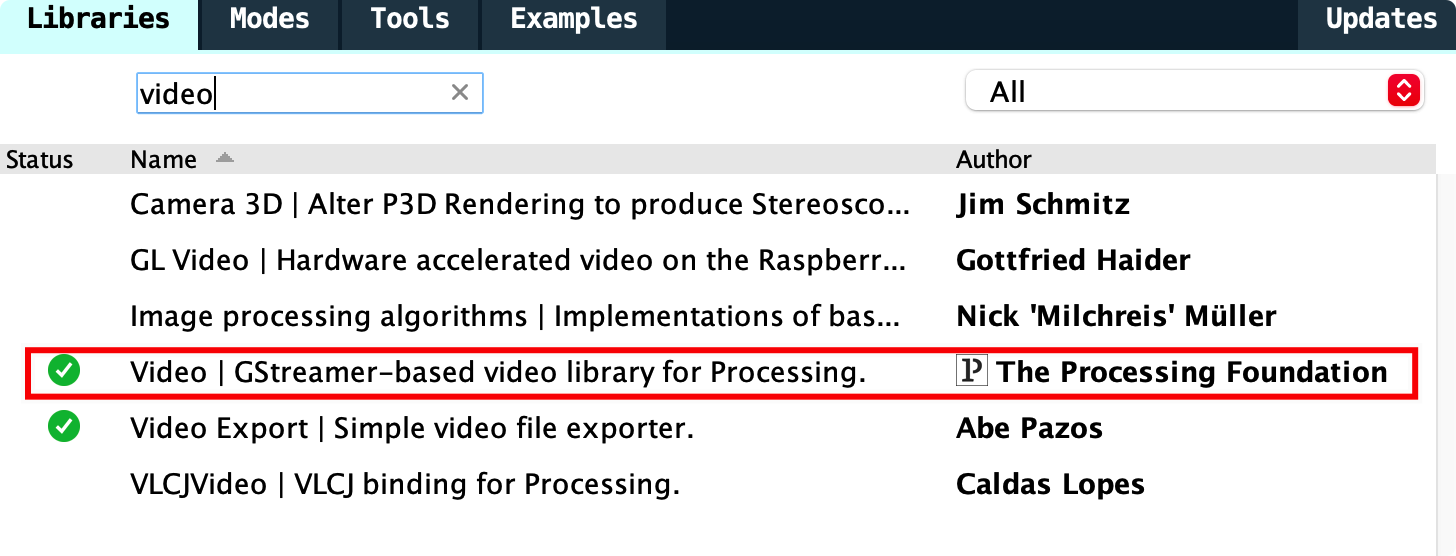 Libraries Modes Tools Examples Updates
video All
Status Name Author
Camera 3D | Alter P3D Rendering to produce Stereosco... Jim Schmitz
GL Video | Hardware accelerated video on the Raspberr... Gottfried Haider
Image processing algorithms | Implementations of bas... Nick 'Milchreis' Müller
Video | GStreamer-based video library for Processing. P The Processing Foundation
Video Export | Simple video file exporter. Abe Pazos
VLCJVideo | VLCJ binding for Processing. Caldas Lopes